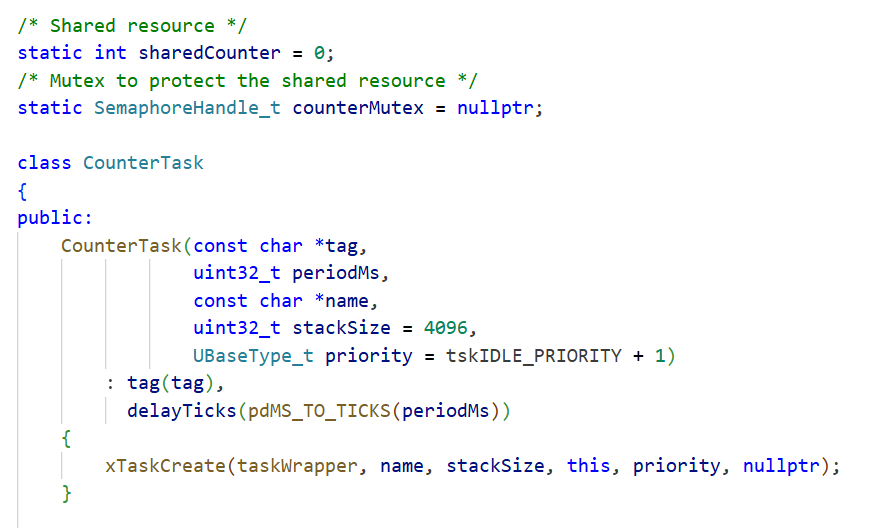 /* Shared resource */
static int sharedCounter = 0;
/* Mutex to protect the shared resource */
static SemaphoreHandle_t counterMutex = nullptr;

class CounterTask
{
public:
    CounterTask(const char *tag,
                uint32_t periodMs,
                const char *name,
                uint32_t stackSize = 4096,
                UBaseType_t priority = tskIDLE_PRIORITY + 1)
        : tag(tag),
          delayTicks(pdMS_TO_TICKS(periodMs))
    {
        xTaskCreate(taskWrapper, name, stackSize, this, priority, nullptr);
    }